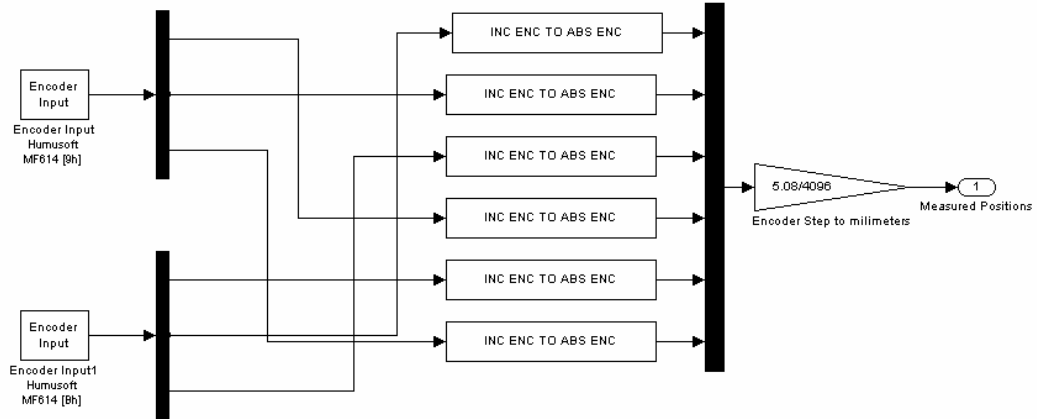 INC ENC TO ABS ENC
Encoder
Input
Encoder Input
Humusoft
MF614 [9h]
INC ENC TO ABS ENC
INC ENC TO ABS ENC
5.08/4096
Encoder Step to milimeters
1
Measured Positions
INC ENC TO ABS ENC
INC ENC TO ABS ENC
Encoder
Input
Encoder Input1
Humusoft
MF614 [Bh]
INC ENC TO ABS ENC